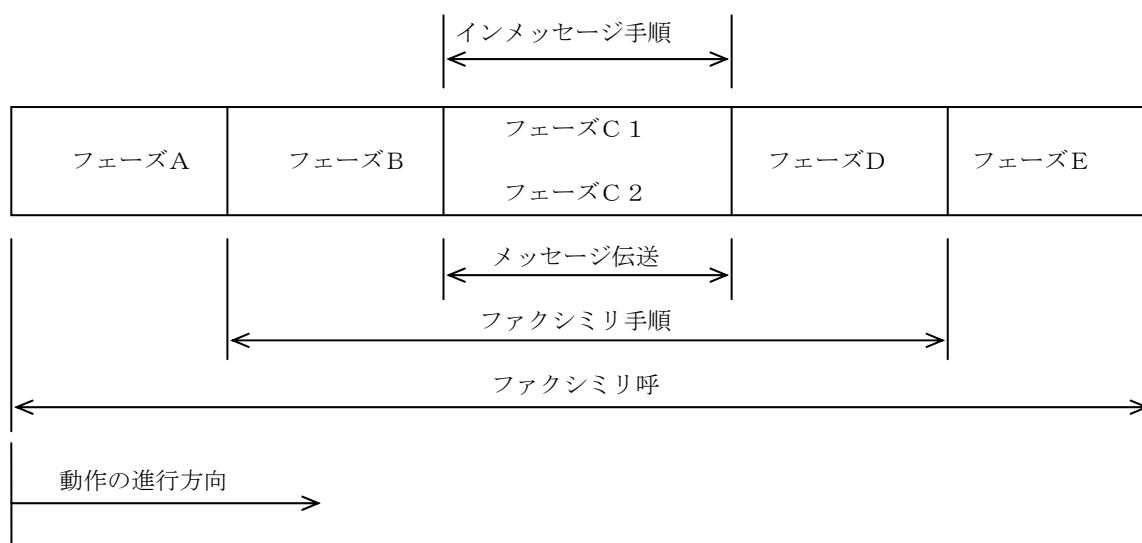 インメッセージ手順
フェーズA
フェーズB
フェーズC1
フェーズC2
フェーズD
フェーズE
メッセージ伝送
ファクシミリ手順
ファクシミリ呼
動作の進行方向